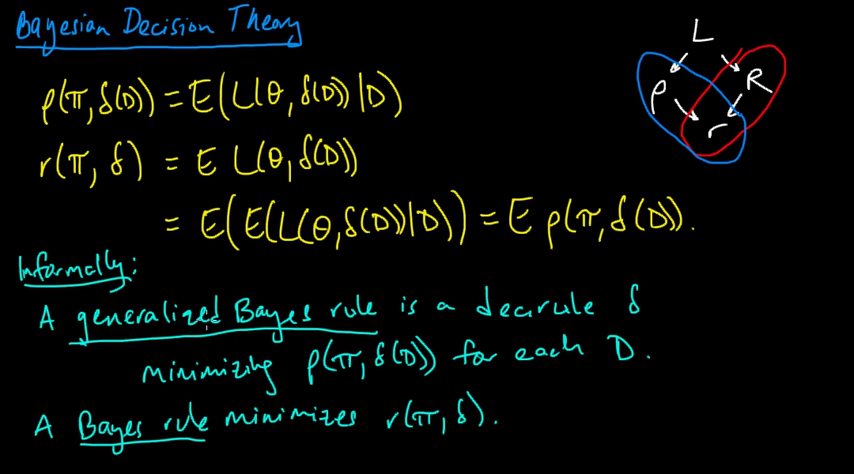 Bayesian Decision Theory
ρ(π, δ(D)) = E(L(θ, δ(D))|D)
r(π, δ) = E L(θ, δ(D))
= E(E(L(θ, δ(D))|D)) = E ρ(π, δ(D)).
L
ρ R
r
Informally:
A generalized Bayes rule is a dec.rule δ
minimizing ρ(π, δ(D)) for each D.
A Bayes rule minimizes r(π, δ).